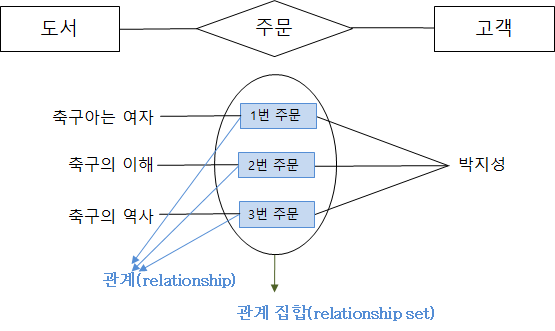 도서
주문
고객
축구아는 여자
1번 주문
축구의 이해
2번 주문
박지성
축구의 역사
3번 주문
관계(relationship)
관계 집합(relationship set)